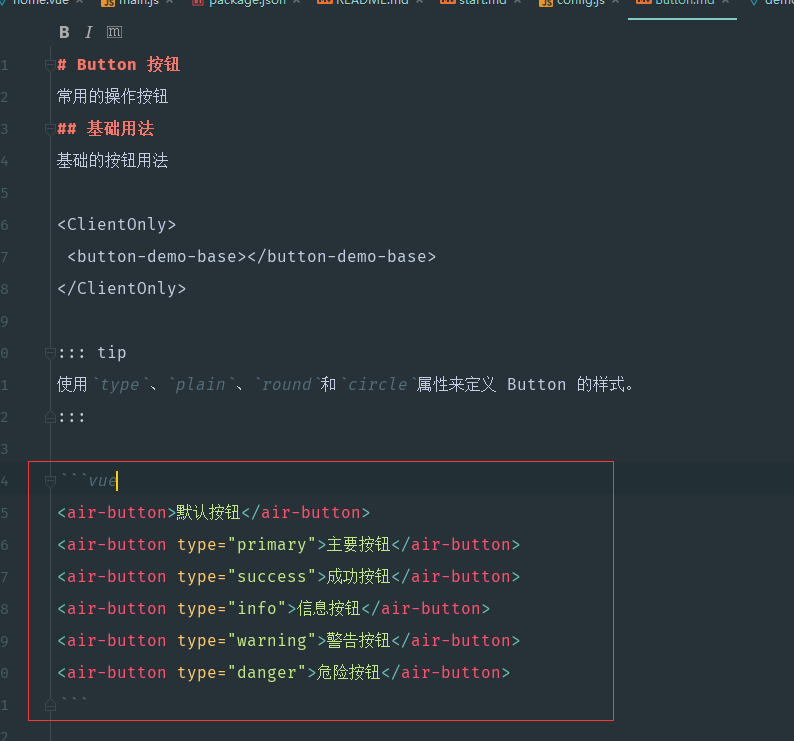 home.vue × main.js × package.json × README.md × start.md × config.js × Button.md × demo
B I m
1 # Button 按钮
2 常用的操作按钮
3 ## 基础用法
4 基础的按钮用法
5
6 <ClientOnly>
7 <button-demo-base></button-demo-base>
8 </ClientOnly>
9
0 ::: tip
1 使用`type`、`plain`、`round`和`circle`属性来定义 Button 的样式。
2 :::
3
4 ```vue
5 <air-button>默认按钮</air-button>
6 <air-button type="primary">主要按钮</air-button>
7 <air-button type="success">成功按钮</air-button>
8 <air-button type="info">信息按钮</air-button>
9 <air-button type="warning">警告按钮</air-button>
0 <air-button type="danger">危险按钮</air-button>
1 ```
2